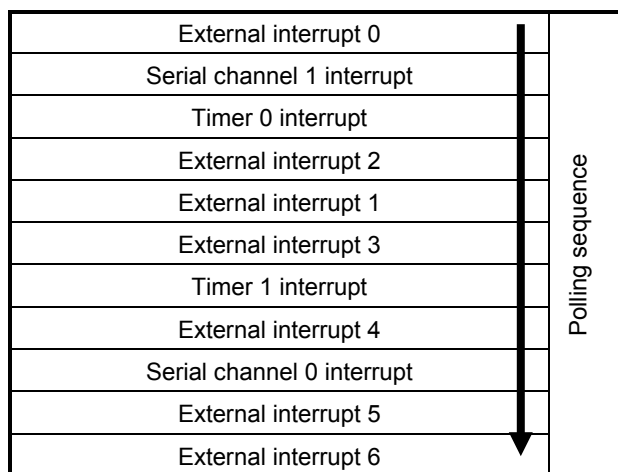 External interrupt 0
Serial channel 1 interrupt
Timer 0 interrupt
External interrupt 2
External interrupt 1
External interrupt 3
Timer 1 interrupt
External interrupt 4
Serial channel 0 interrupt
External interrupt 5
External interrupt 6
Polling sequence